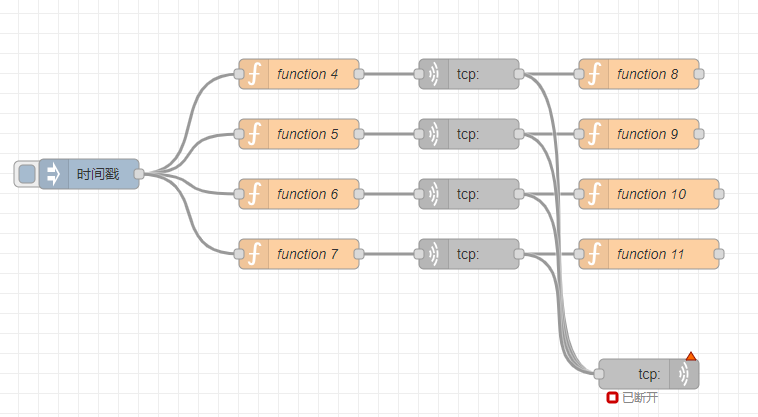 function 4
tcp:
function 8
function 5
tcp:
function 9
时间戳
function 6
tcp:
function 10
function 7
tcp:
function 11
tcp:
已断开